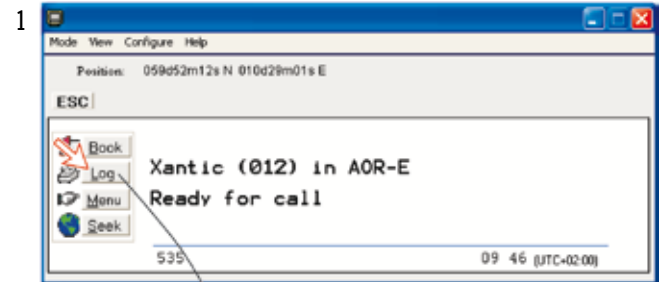 1
Mode View Configure Help
Position: 059d52m12s N 010d29m01s E
ESC
Book
Log
Menu
Seek
Xantic (012) in AOR-E
Ready for call
535 09 46 (UTC+02:00)